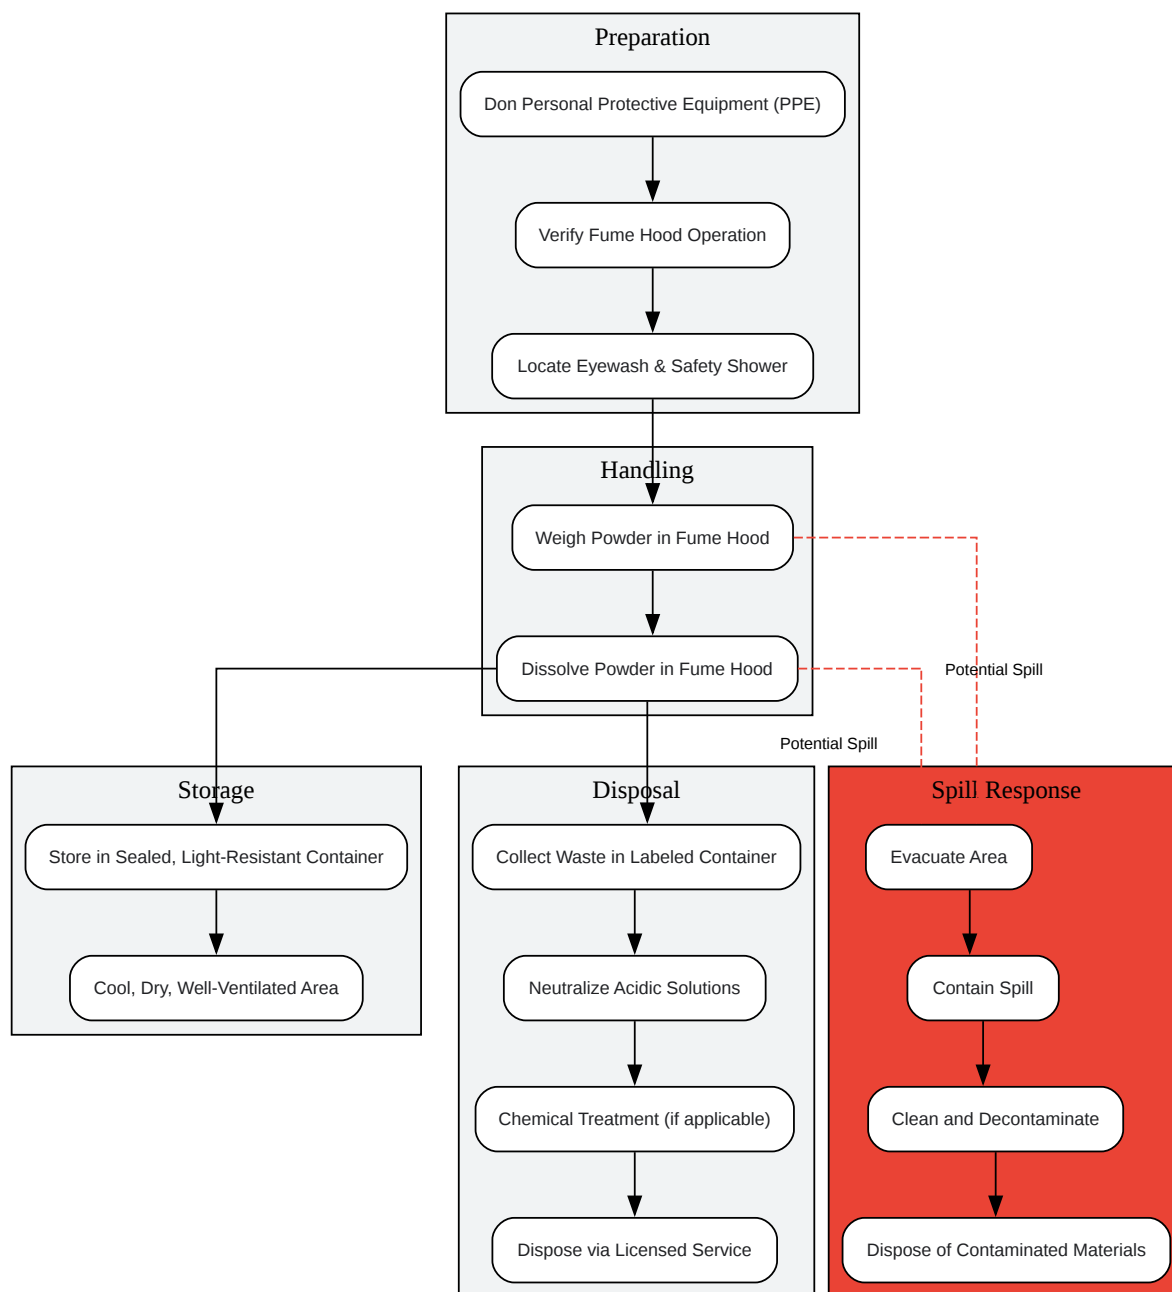 Preparation
Don Personal Protective Equipment (PPE)
Verify Fume Hood Operation
Locate Eyewash & Safety Shower
Handling
Weigh Powder in Fume Hood
Dissolve Powder in Fume Hood
Potential Spill
Potential Spill
Storage
Store in Sealed, Light-Resistant Container
Cool, Dry, Well-Ventilated Area
Disposal
Collect Waste in Labeled Container
Neutralize Acidic Solutions
Chemical Treatment (if applicable)
Dispose via Licensed Service
Spill Response
Evacuate Area
Contain Spill
Clean and Decontaminate
Dispose of Contaminated Materials